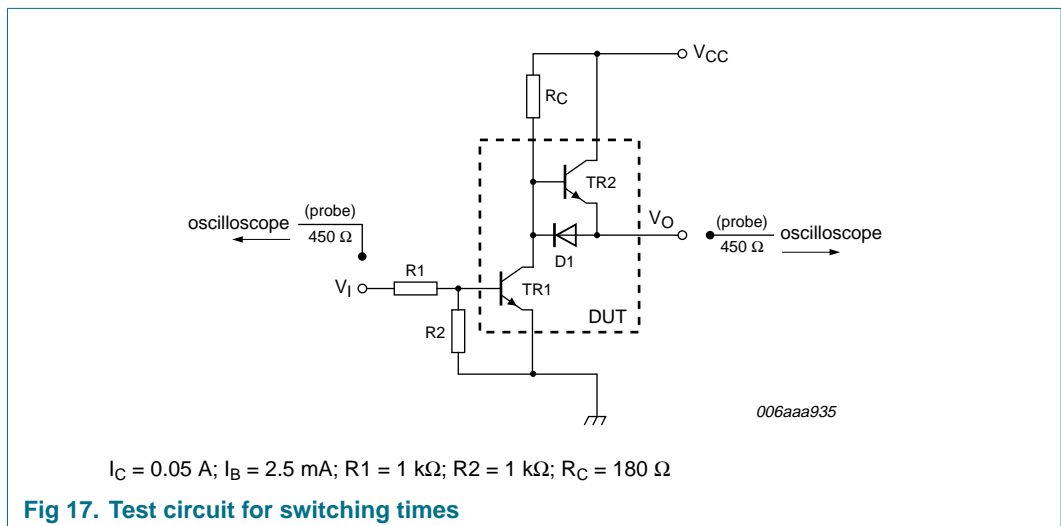 VCC
RC
TR2
(probe)
oscilloscope
450 Ω
VO
(probe)
oscilloscope
450 Ω
D1
R1
VI
TR1
R2
DUT
006aaa935
IC = 0.05 A; IB = 2.5 mA; R1 = 1 kΩ; R2 = 1 kΩ; RC = 180 Ω
Fig 17. Test circuit for switching times